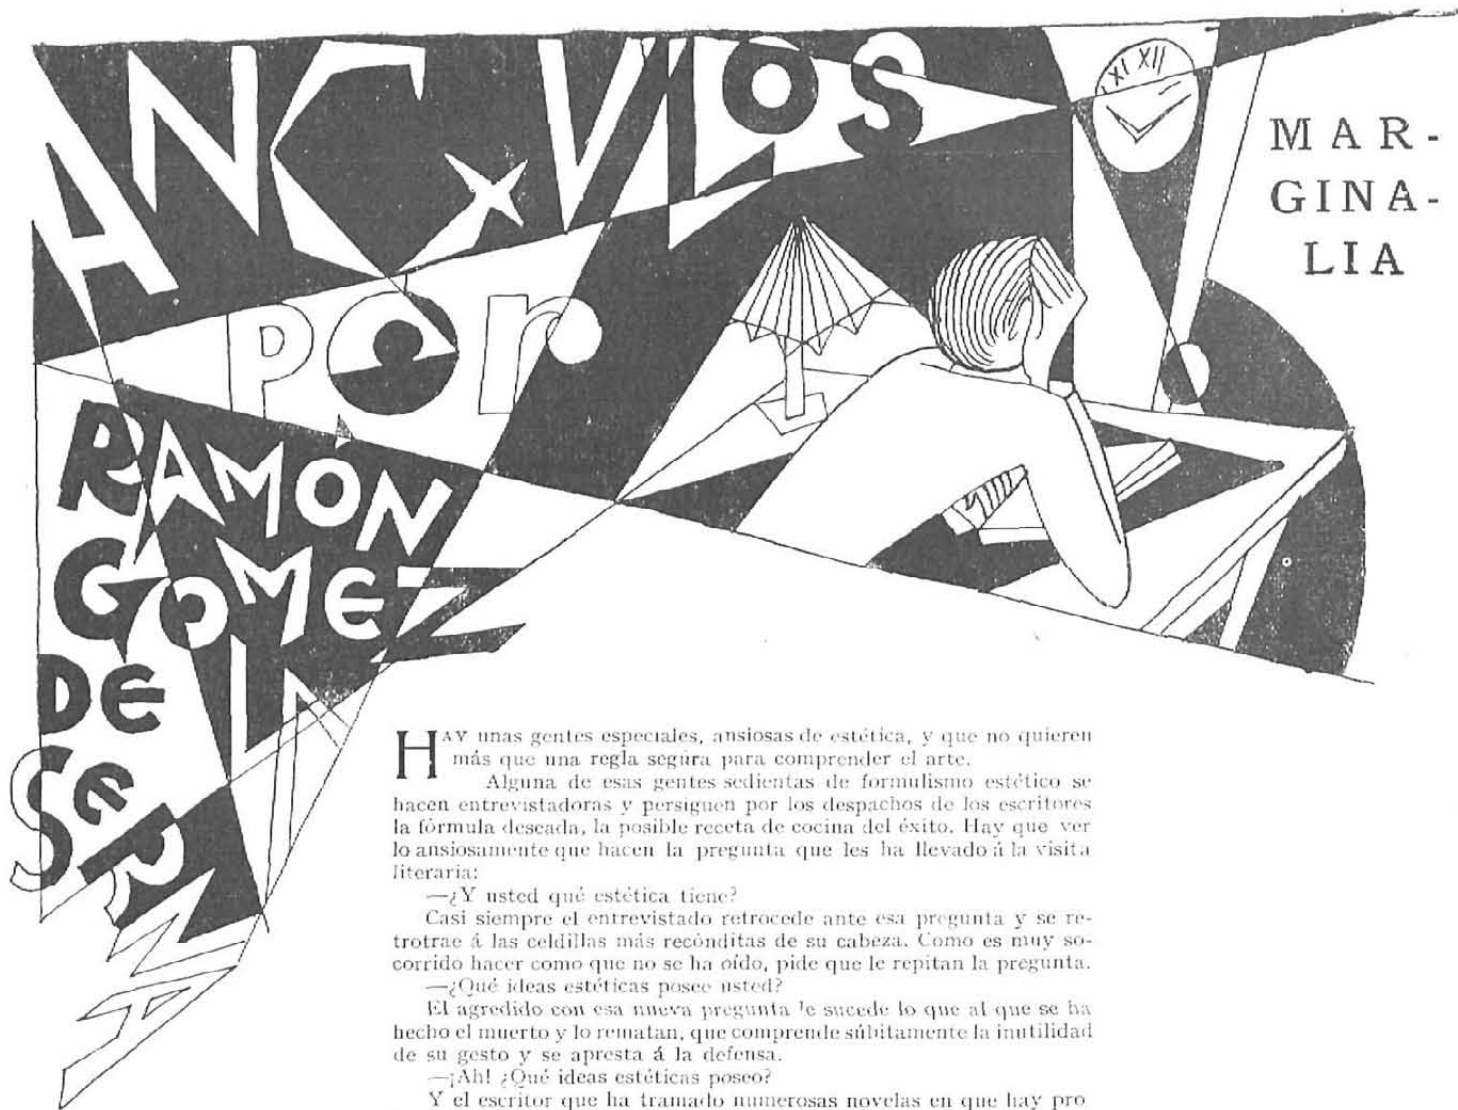 ANGVLOS
por
RAMÓN
GOMEZ
DE LA
SeRNA
XI XII
MAR-
GINA-
LIA
HAY unas gentes especiales, ansiosas de estética, y que no quieren
más que una regla segura para comprender el arte.
Alguna de esas gentes sedientas de formulismo estético se
hacen entrevistadoras y persiguen por los despachos de los escritores
la fórmula deseada, la posible receta de cocina del éxito. Hay que ver
lo ansiosamente que hacen la pregunta que les ha llevado á la visita
literaria:
—¿Y usted qué estética tiene?
Casi siempre el entrevistado retrocede ante esa pregunta y se re-
trotrae á las celdillas más recónditas de su cabeza. Como es muy so-
corrido hacer como que no se ha oído, pide que le repitan la pregunta.
—¿Qué ideas estéticas posee usted?
El agredido con esa nueva pregunta le sucede lo que al que se ha
hecho el muerto y lo rematan, que comprende súbitamente la inutilidad
de su gesto y se apresta á la defensa.
—¡Ah! ¿Qué ideas estéticas poseo?
Y el escritor que ha tramado numerosas novelas en que hay pro